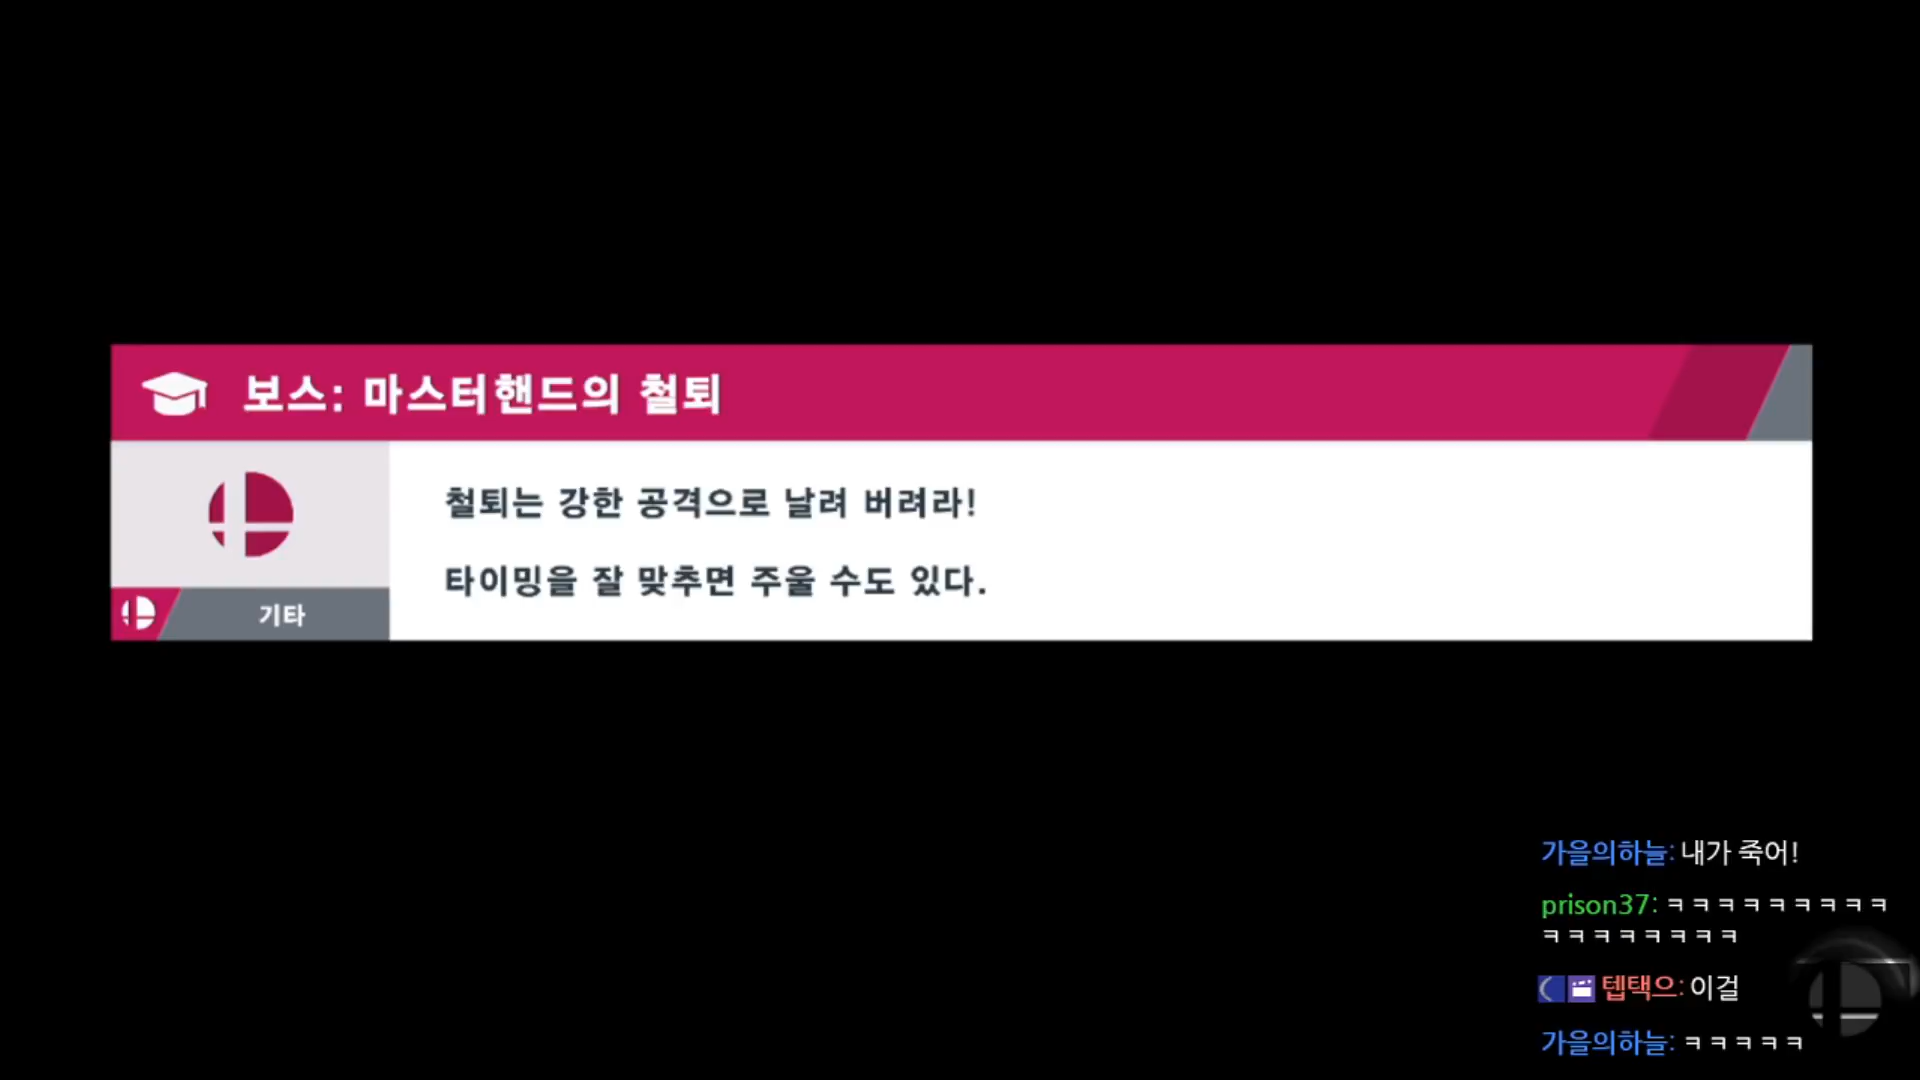 보스: 마스터핸드의 철퇴
철퇴는 강한 공격으로 날려 버려라!
타이밍을 잘 맞추면 주울 수도 있다.
기타
가을의하늘: 내가 죽어!
prison37: ㅋㅋㅋㅋㅋㅋㅋㅋㅋ
ㅋㅋㅋㅋㅋㅋㅋㅋ
텝택으: 이걸
가을의하늘: ㅋㅋㅋㅋㅋ